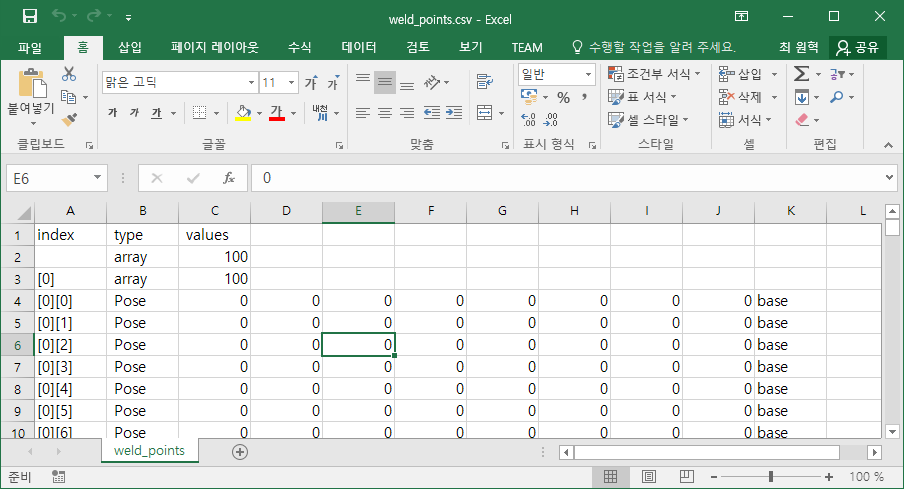 weld_points.csv - Excel
파일 홈 삽입 페이지 레이아웃 수식 데이터 검토 보기 TEAM 수행할 작업을 알려 주세요. 최 원혁 공유
맑은 고딕 11 일반 조건부 서식 삽입
붙여넣기 표 서식 삭제
가 가 가 가 내천 셀 스타일 서식
클립보드 글꼴 맞춤 표시 형식 스타일 셀 편집
E6 fx 0
A B C D E F G H I J K L
1 index type values
2 array 100
3 [0] array 100
4 [0][0] Pose 0 0 0 0 0 0 0 0 base
5 [0][1] Pose 0 0 0 0 0 0 0 0 base
6 [0][2] Pose 0 0 0 0 0 0 0 0 base
7 [0][3] Pose 0 0 0 0 0 0 0 0 base
8 [0][4] Pose 0 0 0 0 0 0 0 0 base
9 [0][5] Pose 0 0 0 0 0 0 0 0 base
10 [0][6] Pose 0 0 0 0 0 0 0 0 base
weld_points
준비 100 %